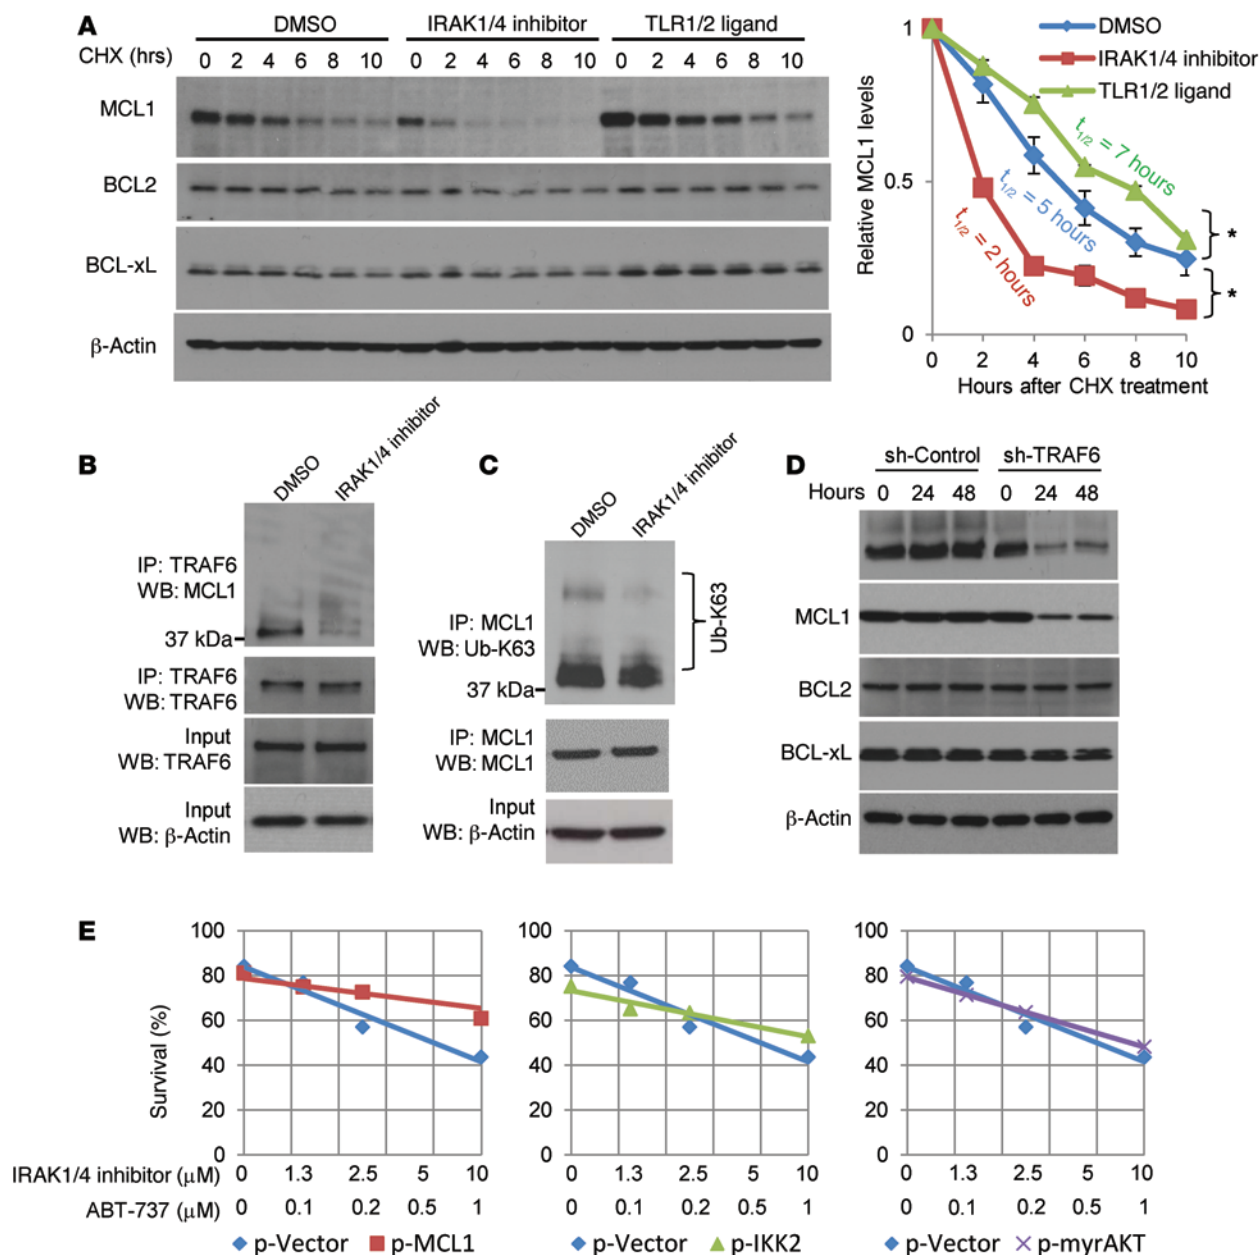 A
DMSO IRAK1/4 inhibitor TLR1/2 ligand
CHX (hrs) 0 2 4 6 8 10 0 2 4 6 8 10 0 2 4 6 8 10
MCL1
BCL2
BCL-xL
β-Actin
DMSO
IRAK1/4 inhibitor
TLR1/2 ligand
1
0.5
0
Relative MCL1 levels
t1/2 = 7 hours
t1/2 = 5 hours
t1/2 = 2 hours
*
*
0 2 4 6 8 10
Hours after CHX treatment
B
DMSO
IRAK1/4 inhibitor
IP: TRAF6
WB: MCL1
37 kDa
IP: TRAF6
WB: TRAF6
Input
WB: TRAF6
Input
WB: β-Actin
C
DMSO
IRAK1/4 inhibitor
IP: MCL1
WB: Ub-K63
Ub-K63
37 kDa
IP: MCL1
WB: MCL1
Input
WB: β-Actin
D
sh-Control sh-TRAF6
Hours 0 24 48 0 24 48
MCL1
BCL2
BCL-xL
β-Actin
E
Survival (%)
100
80
60
40
20
0
100
80
60
40
20
0
100
80
60
40
20
0
IRAK1/4 inhibitor (μM) 0 1.3 2.5 5 10 0 1.3 2.5 5 10 0 1.3 2.5 5 10
ABT-737 (μM) 0 0.1 0.2 0.5 1 0 0.1 0.2 0.5 1 0 0.1 0.2 0.5 1
p-Vector p-MCL1 p-Vector p-IKK2 p-Vector p-myrAKT